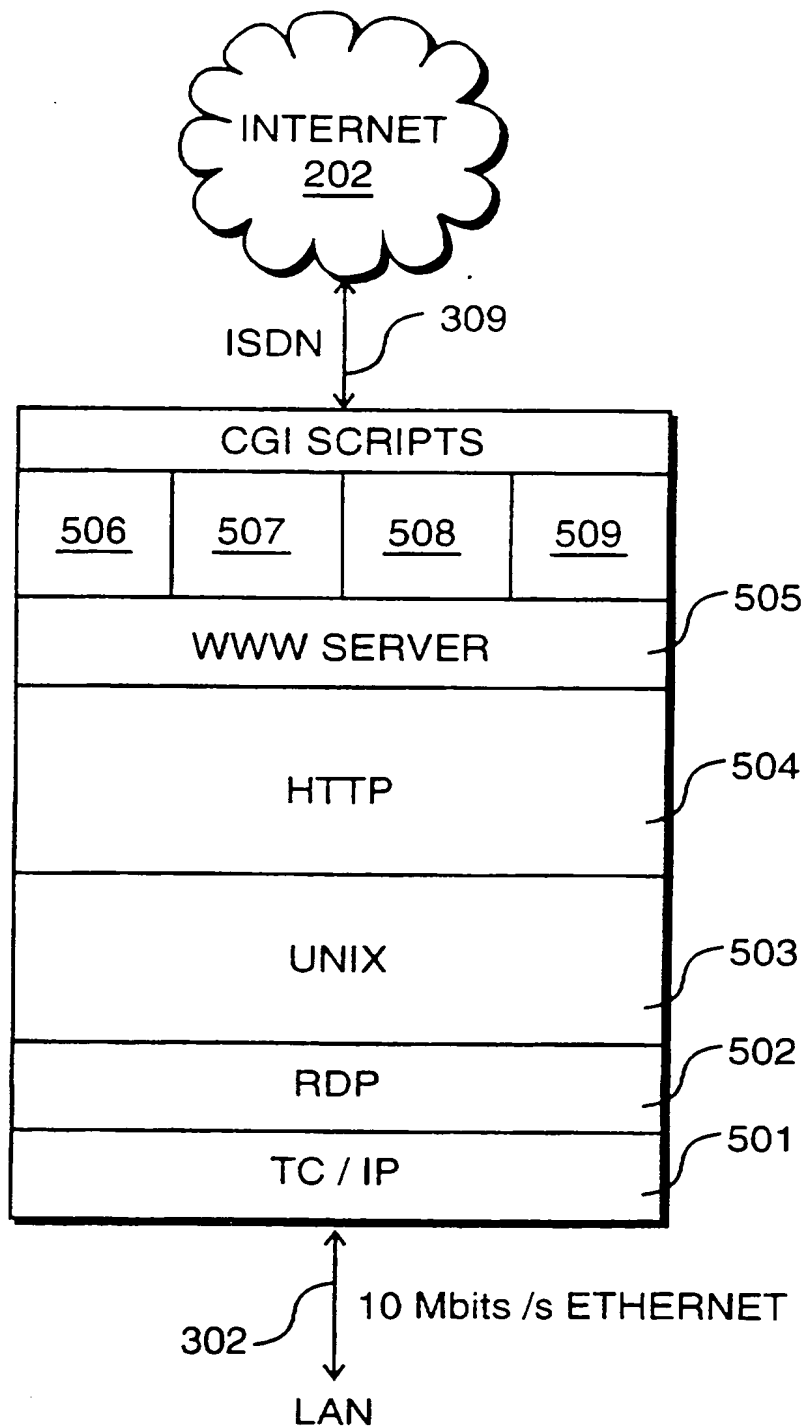 INTERNET
202
ISDN
309
CGI SCRIPTS
506 507 508 509
WWW SERVER
505
HTTP
504
UNIX
503
RDP
502
TC / IP
501
302
10 Mbits /s ETHERNET
LAN